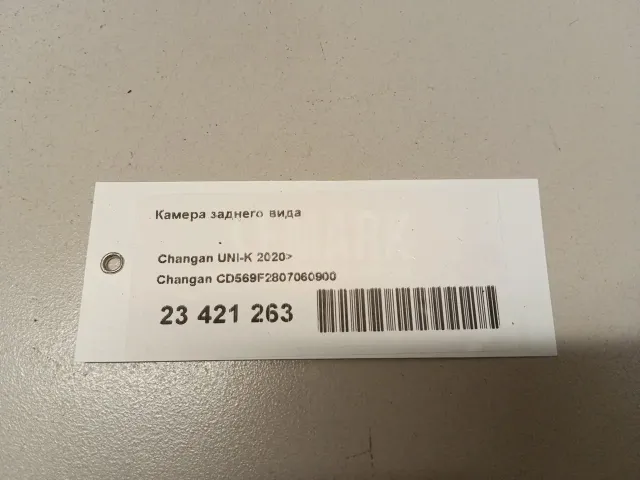 Камера заднего вида
Changan UNI-K 2020>
Changan CD569F2807060900
23 421 263